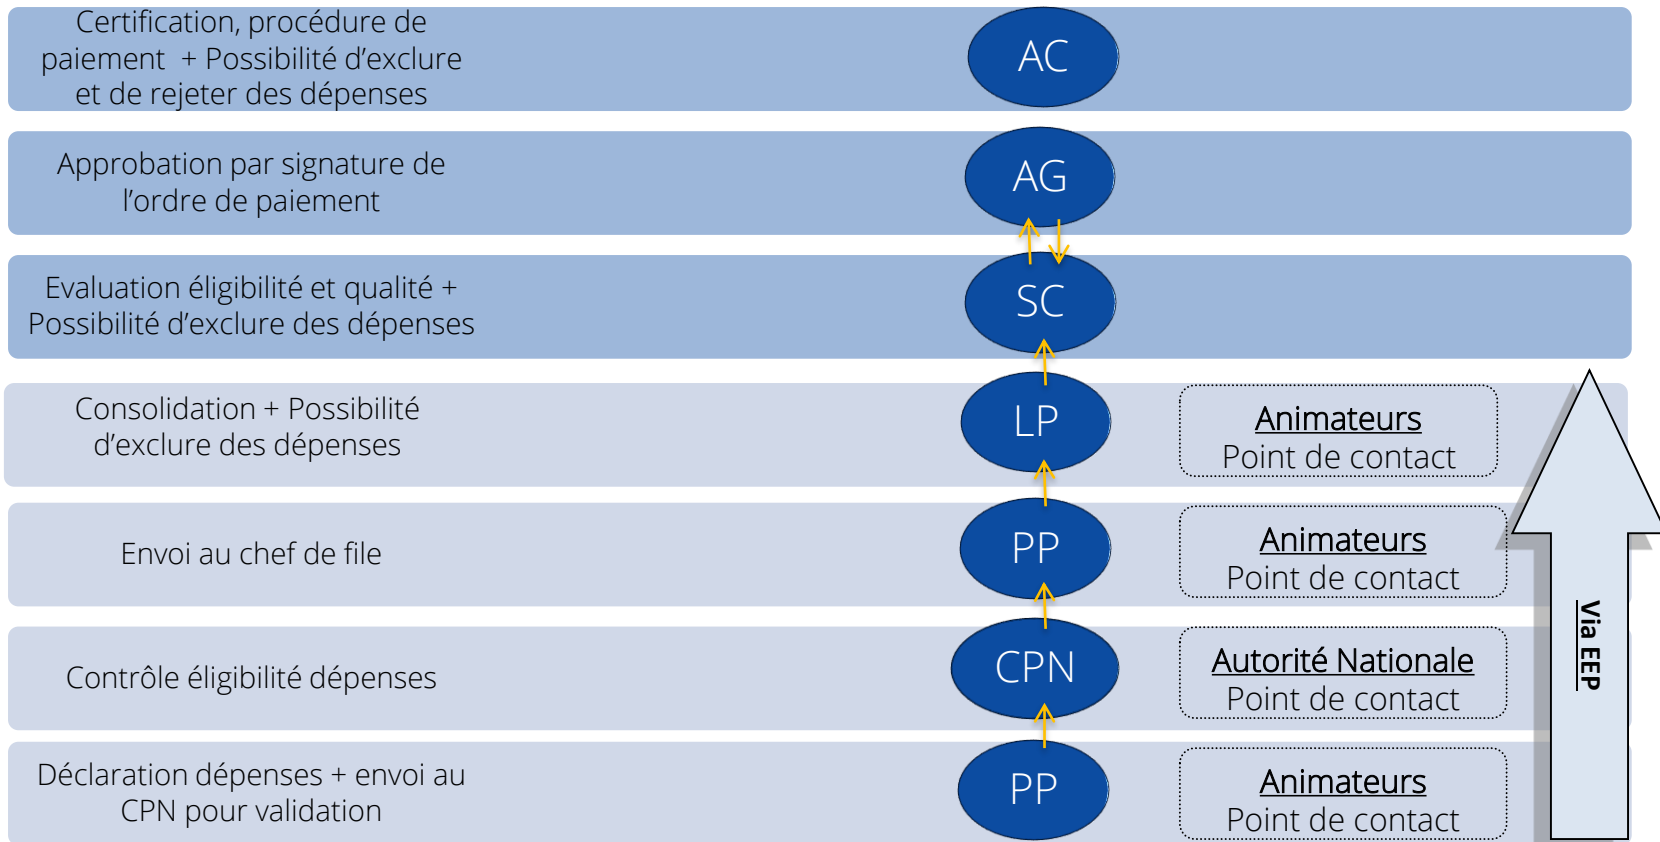 Certification, procédure de
paiement + Possibilité d’exclure
et de rejeter des dépenses
AC
Approbation par signature de
l’ordre de paiement
AG
Evaluation éligibilité et qualité +
Possibilité d’exclure des dépenses
SC
Consolidation + Possibilité
d’exclure des dépenses
LP
Animateurs
Point de contact
Envoi au chef de file
PP
Animateurs
Point de contact
Contrôle éligibilité dépenses
CPN
Autorité Nationale
Point de contact
Déclaration dépenses + envoi au
CPN pour validation
PP
Animateurs
Point de contact
Via EEP